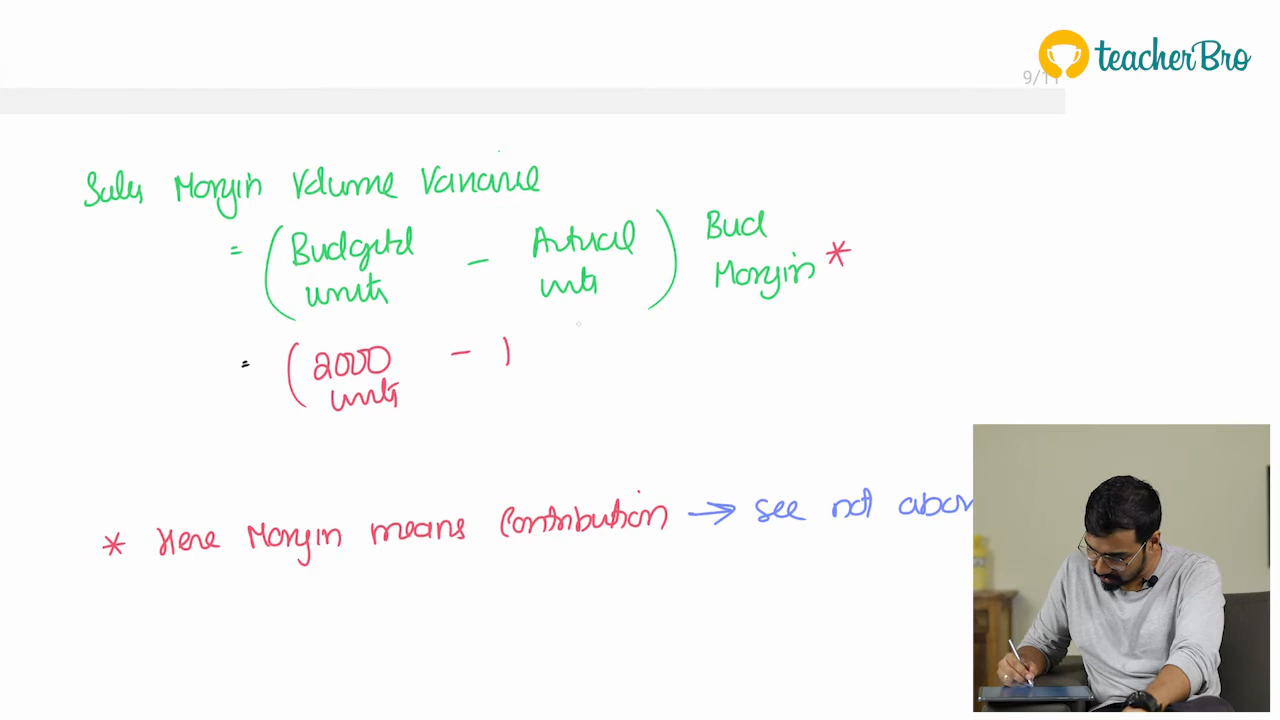 teacherBro
9/11
Sales Margin Volume Variance
= ( Budgeted units - Actual units ) Bud Margin *
= ( 2000 units - 1
* Here Margin means Contribution → see not abov